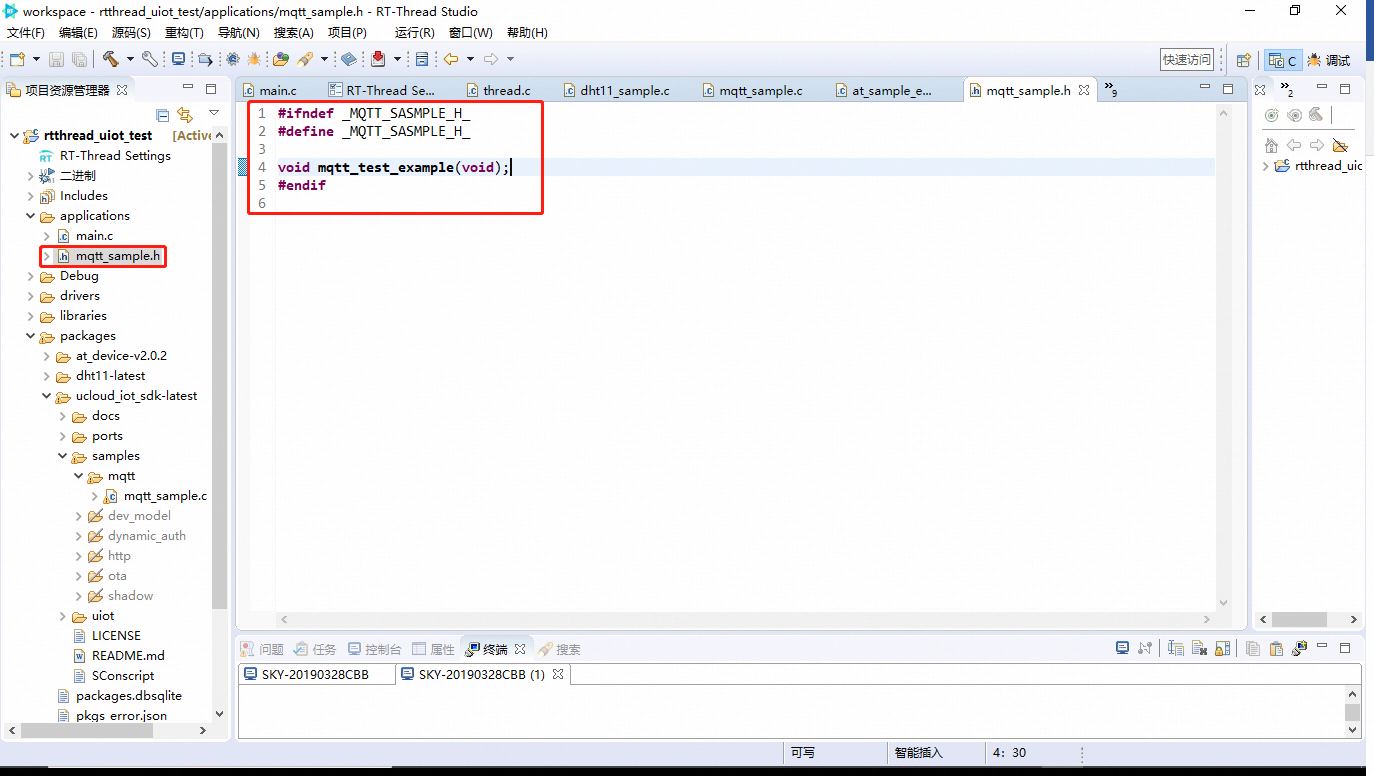 workspace - rtthread_uiot_test/applications/mqtt_sample.h - RT-Thread Studio
文件(F) 编辑(E) 源码(S) 重构(T) 导航(N) 搜索(A) 项目(P) 运行(R) 窗口(W) 帮助(H)
快速访问 C 调试
项目资源管理器
main.c RT-Thread Se... thread.c dht11_sample.c mqtt_sample.c at_sample_e... mqtt_sample.h »9 »2
rtthread_uiot_test [Active
RT-Thread Settings
二进制
Includes
applications
main.c
mqtt_sample.h
Debug
drivers
libraries
packages
at_device-v2.0.2
dht11-latest
ucloud_iot_sdk-latest
docs
ports
samples
mqtt
mqtt_sample.c
dev_model
dynamic_auth
http
ota
shadow
uiot
LICENSE
README.md
SConscript
packages.dbsqlite
pkgs_error.json
1 #ifndef _MQTT_SASMPLE_H_
2 #define _MQTT_SASMPLE_H_
3
4 void mqtt_test_example(void);
5 #endif
6
rtthread_uio
问题 任务 控制台 属性 终端 搜索
SKY-20190328CBB SKY-20190328CBB (1)
可写 智能插入 4: 30